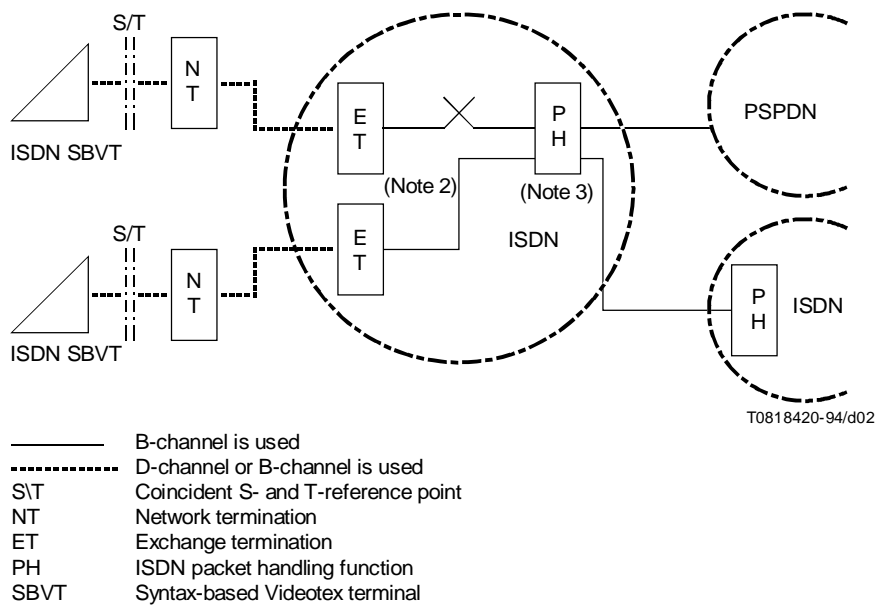 S/T
N
T
ISDN SBVT
E
T
P
H
PSPDN
(Note 2)
(Note 3)
ISDN
S/T
N
T
ISDN SBVT
E
T
P
H
ISDN
T0818420-94/d02
B-channel is used
D-channel or B-channel is used
S\T Coincident S- and T-reference point
NT Network termination
ET Exchange termination
PH ISDN packet handling function
SBVT Syntax-based Videotex terminal